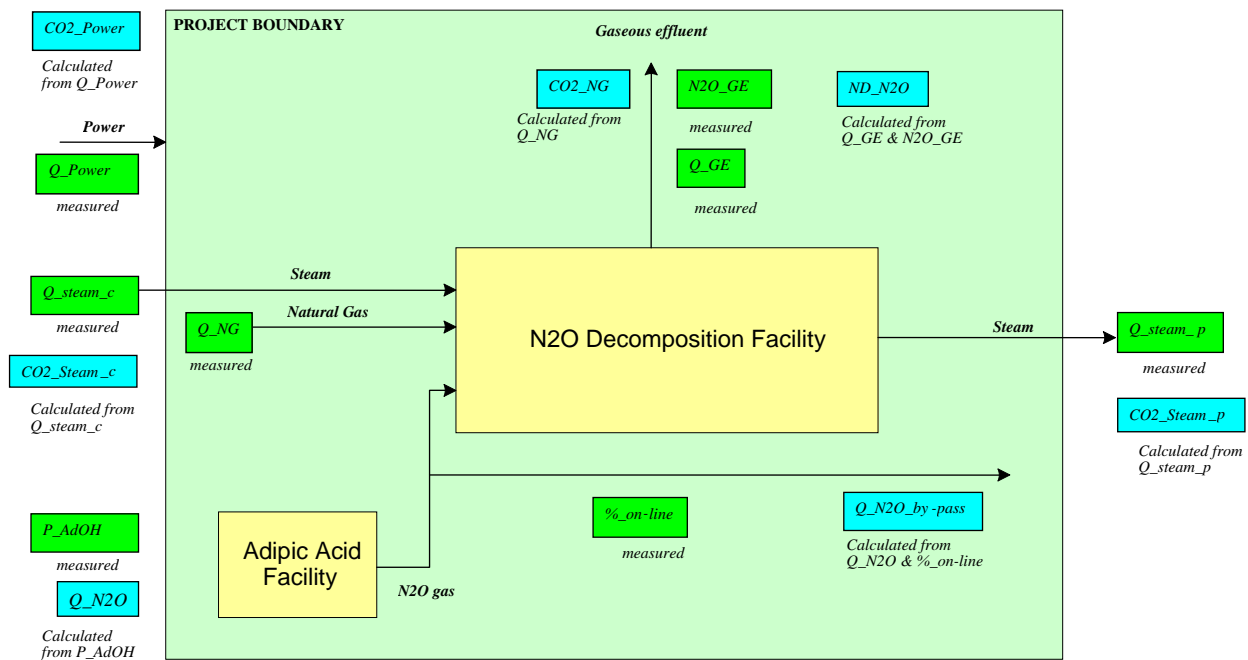 CO2_Power
Calculated
from Q_Power
Power
Q_Power
measured
Q_steam_c
measured
CO2_Steam_c
Calculated from
Q_steam_c
P_AdOH
measured
Q_N2O
Calculated
from P_AdOH
PROJECT BOUNDARY
Gaseous effluent
CO2_NG
Calculated from
Q_NG
N2O_GE
measured
Q_GE
measured
ND_N2O
Calculated from
Q_GE & N2O_GE
Steam
Natural Gas
Q_NG
measured
N2O Decomposition Facility
Steam
Q_steam_p
measured
CO2_Steam_p
Calculated from
Q_steam_p
Adipic Acid
Facility
N2O gas
%_on-line
measured
Q_N2O_by-pass
Calculated from
Q_N2O & %_on-line